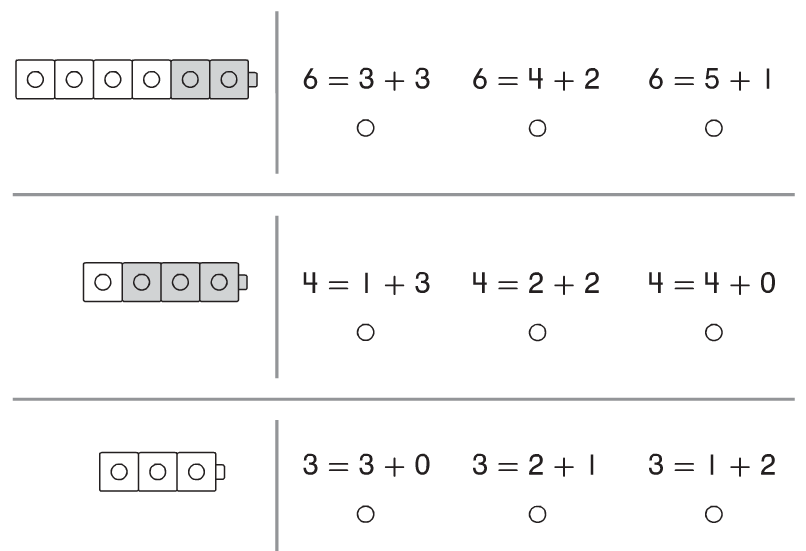 6 = 3 + 3 6 = 4 + 2 6 = 5 + 1
4 = 1 + 3 4 = 2 + 2 4 = 4 + 0
3 = 3 + 0 3 = 2 + 1 3 = 1 + 2